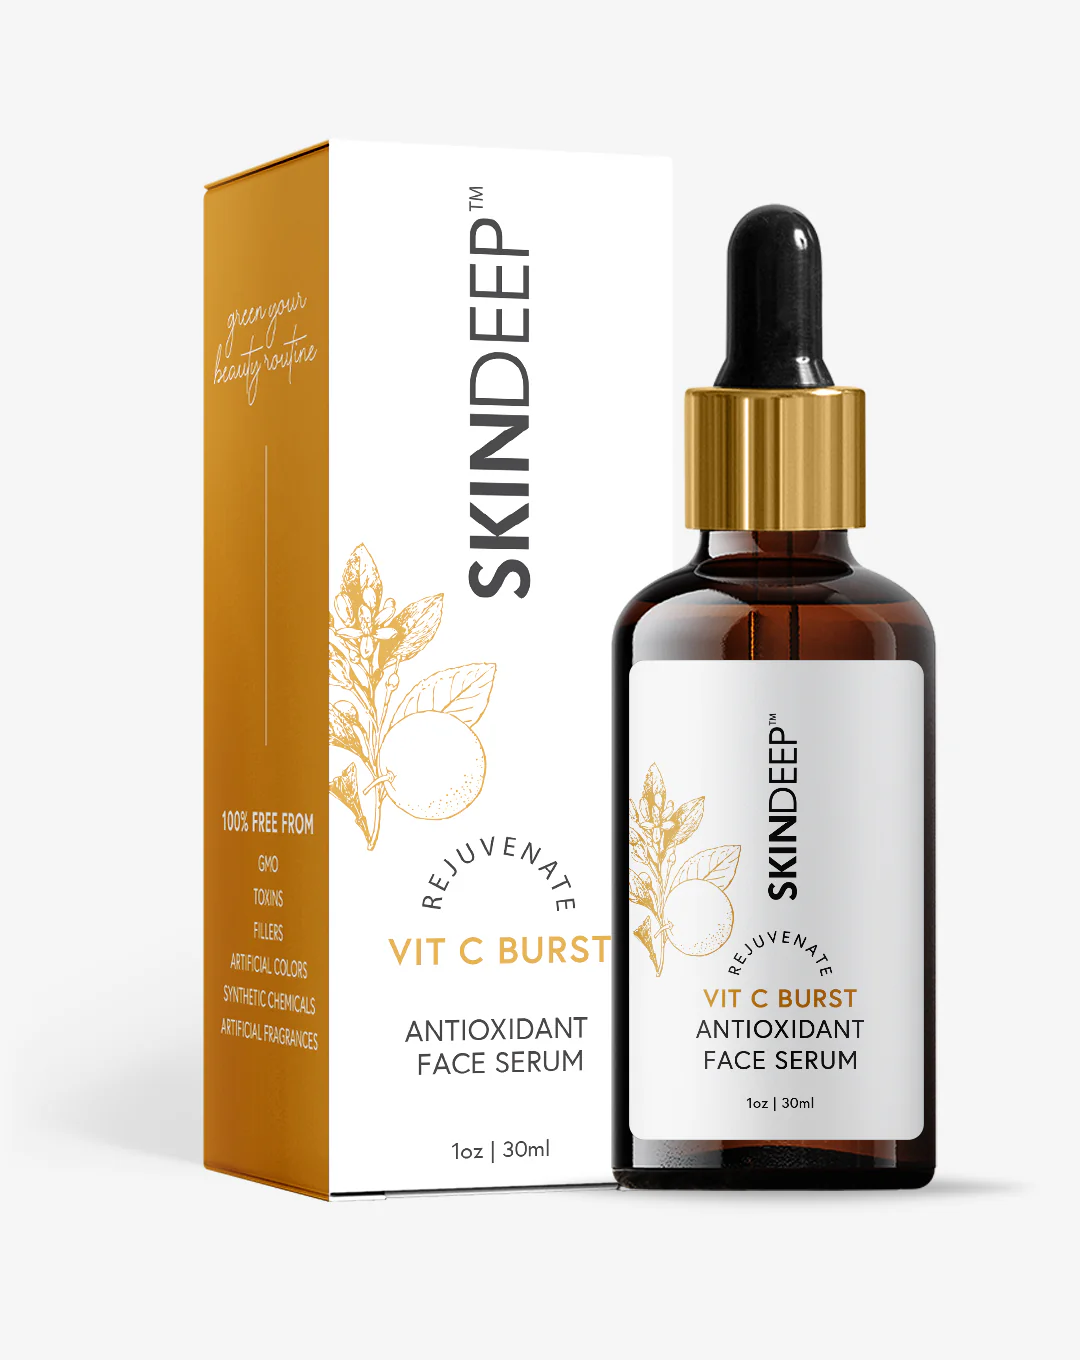 green your
beauty routine
100% FREE FROM
GMO
TOXINS
FILLERS
ARTIFICIAL COLORS
SYNTHETIC CHEMICALS
ARTIFICIAL FRAGRANCES
SKINDEEP™
REJUVENATE
VIT C BURST
ANTIOXIDANT
FACE SERUM
1oz | 30ml
SKINDEEP™
REJUVENATE
VIT C BURST
ANTIOXIDANT
FACE SERUM
1oz | 30ml